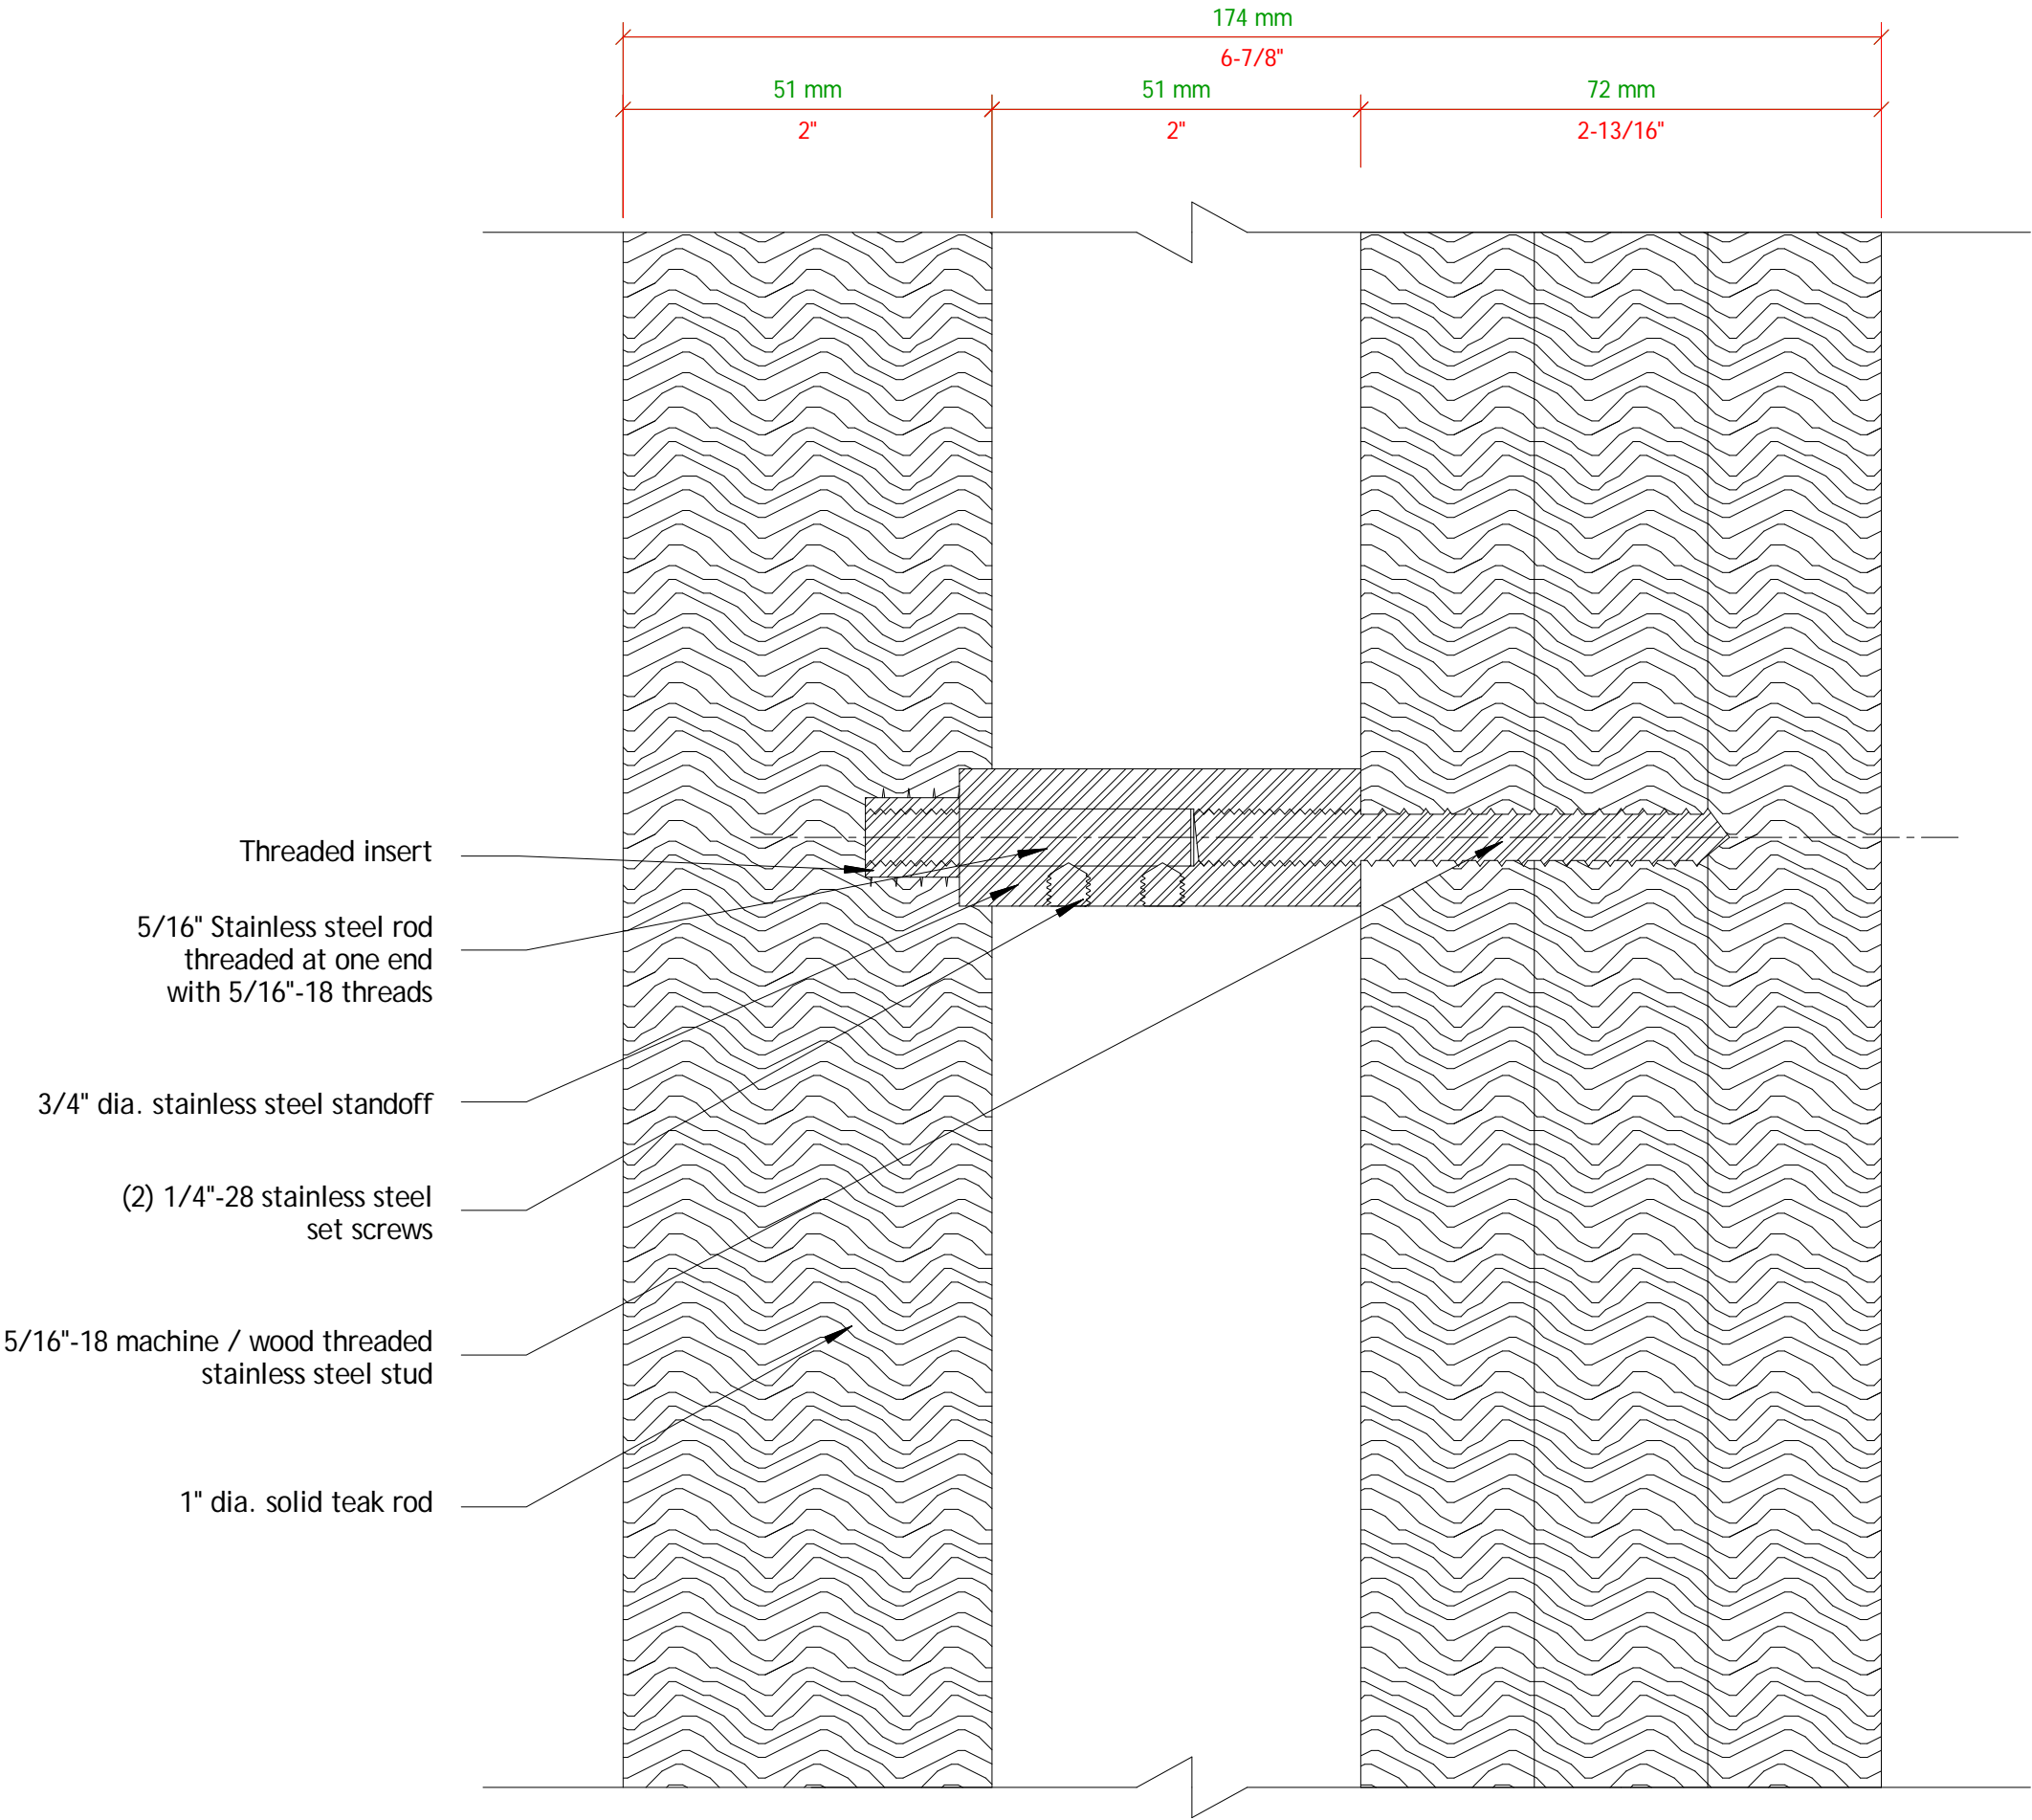 174 mm
6-7/8"
51 mm
51 mm
72 mm
2"
2"
2-13/16"
Threaded insert
5/16" Stainless steel rod
threaded at one end
with 5/16"-18 threads
3/4" dia. stainless steel standoff
(2) 1/4"-28 stainless steel
set screws
5/16"-18 machine / wood threaded
stainless steel stud
1" dia. solid teak rod